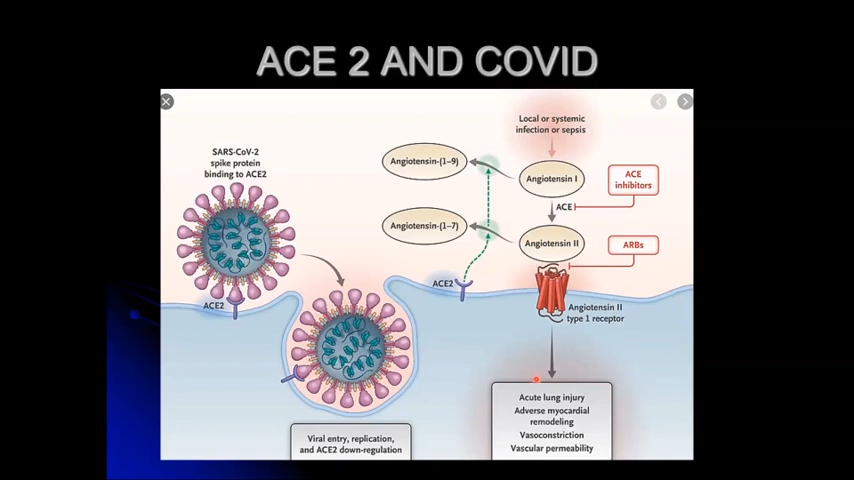 ACE 2 AND COVID
Local or systemic
infection or sepsis
SARS-CoV-2
spike protein
binding to ACE2
Angiotensin-(1–9)
Angiotensin I
ACE
inhibitors
ACE
Angiotensin-(1–7)
Angiotensin II
ARBs
ACE2
ACE2
Angiotensin II
type 1 receptor
Acute lung injury
Adverse myocardial
remodeling
Vasoconstriction
Vascular permeability
Viral entry, replication,
and ACE2 down-regulation